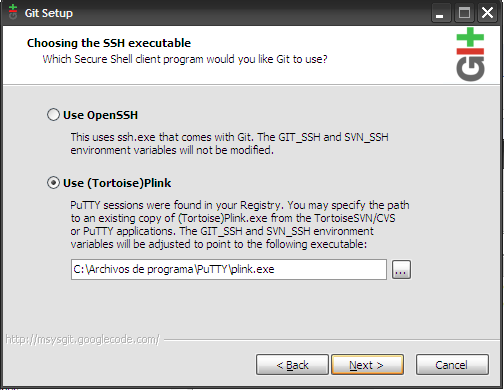 Git Setup
Choosing the SSH executable
Which Secure Shell client program would you like Git to use?
Git
Use OpenSSH
This uses ssh.exe that comes with Git. The GIT_SSH and SVN_SSH
environment variables will not be modified.
Use (Tortoise)Plink
PuTTY sessions were found in your Registry. You may specify the path
to an existing copy of (Tortoise)Plink.exe from the TortoiseSVN/CVS
or PuTTY applications. The GIT_SSH and SVN_SSH environment
variables will be adjusted to point to the following executable:
C:\Archivos de programa\PuTTY\plink.exe
...
http://msysgit.googlecode.com/
< Back
Next >
Cancel